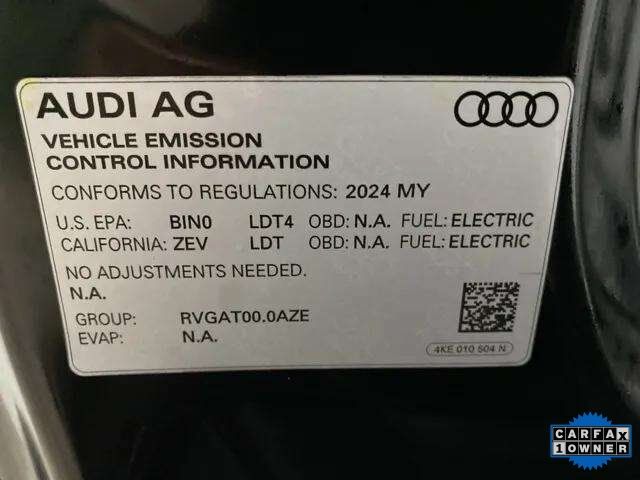 AUDI AG
VEHICLE EMISSION
CONTROL INFORMATION
CONFORMS TO REGULATIONS: 2024 MY
U.S. EPA: BIN0 LDT4 OBD: N.A. FUEL: ELECTRIC
CALIFORNIA: ZEV LDT OBD: N.A. FUEL: ELECTRIC
NO ADJUSTMENTS NEEDED.
N.A.
GROUP: RVGAT00.0AZE
EVAP: N.A.
4KE 010 504 N
CARFAX
1 OWNER